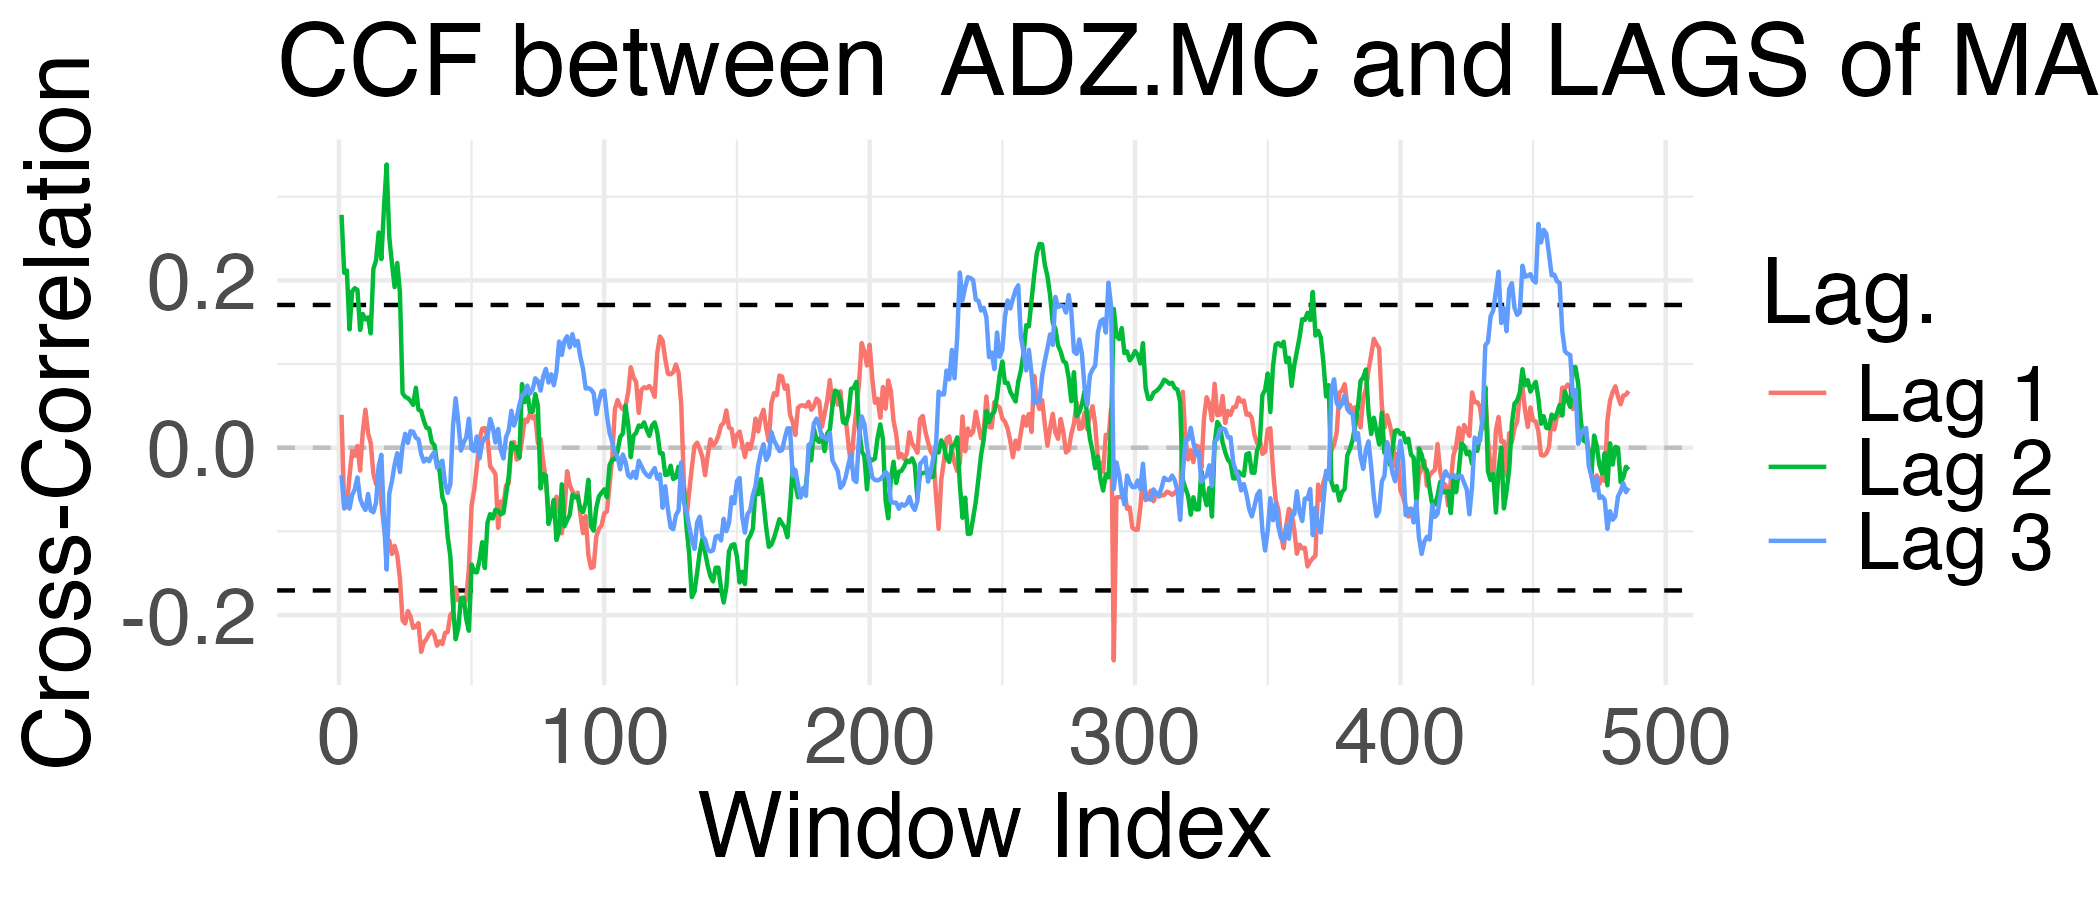 CCF between ADZ.MC and LAGS of MA
Cross-Correlation
0.2
0.0
-0.2
0
100
200
300
400
500
Window Index
Lag.
Lag 1
Lag 2
Lag 3